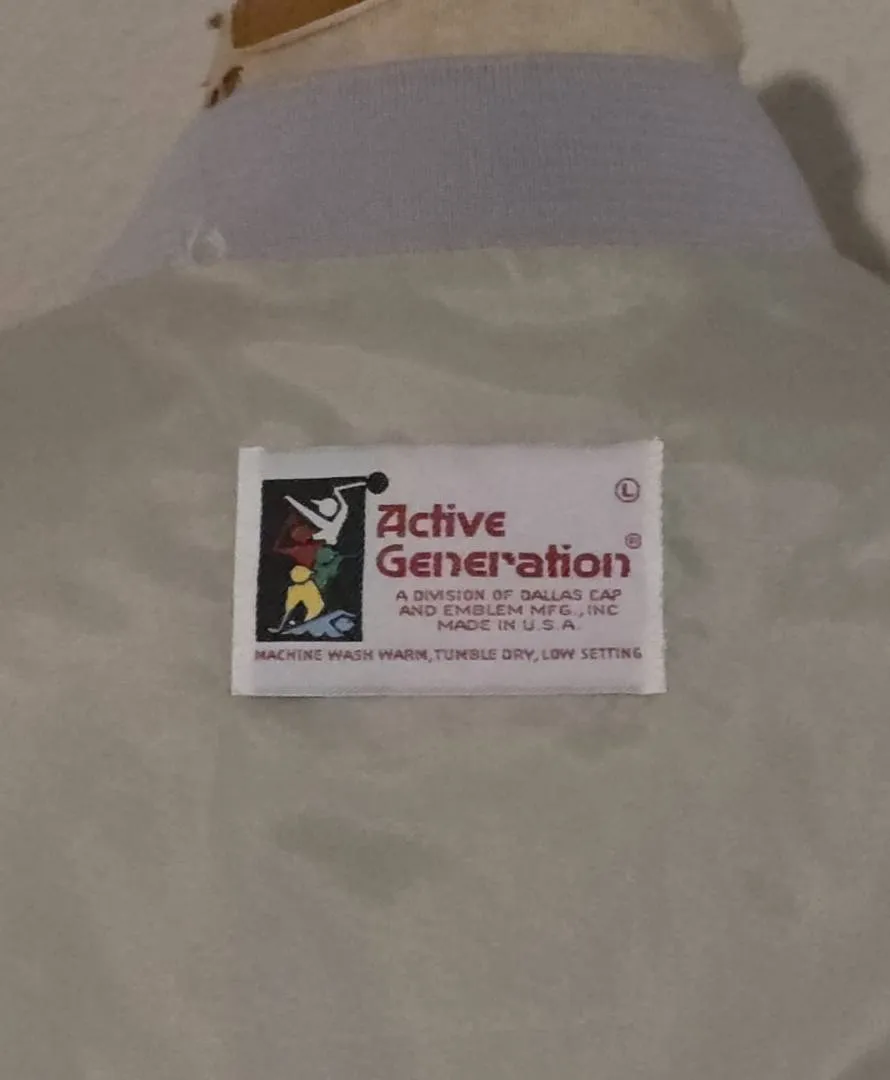 Ⓛ
Active
Generation®
A DIVISION OF DALLAS CAP
AND EMBLEM MFG., INC
MADE IN U.S.A.
MACHINE WASH WARM, TUMBLE DRY, LOW SETTING